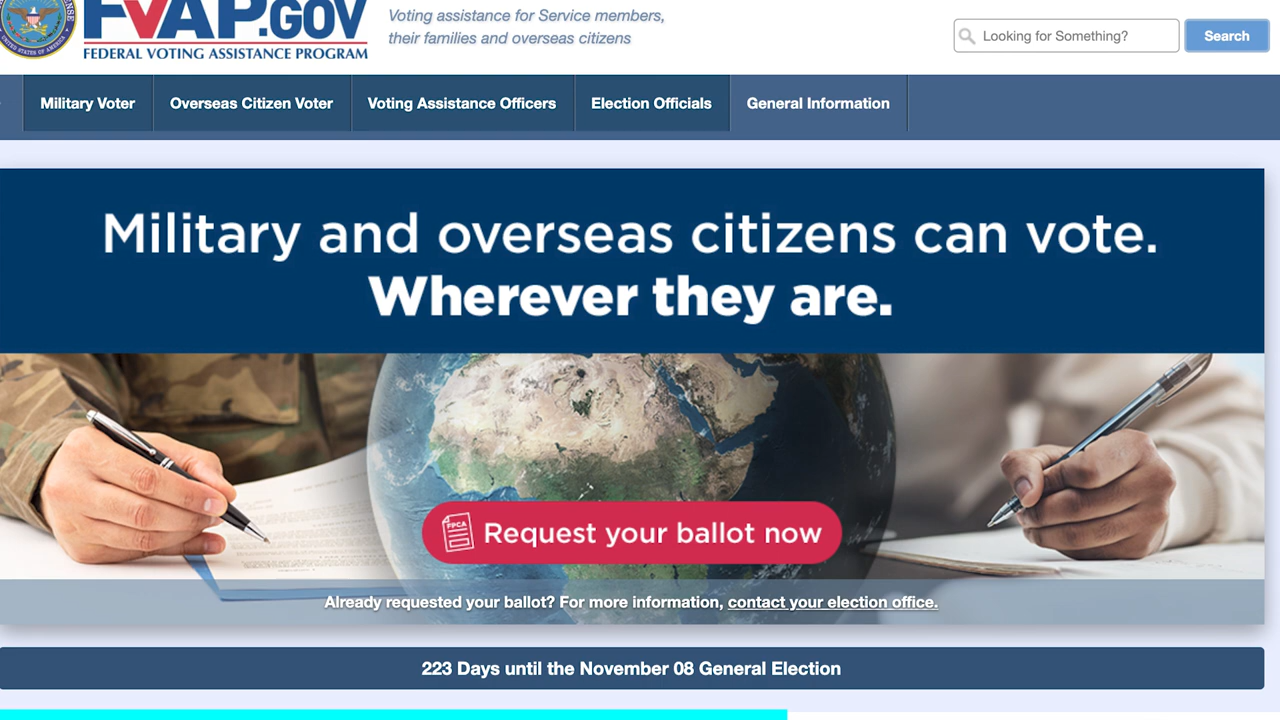 FVAP.GOV
FEDERAL VOTING ASSISTANCE PROGRAM
Voting assistance for Service members,
their families and overseas citizens
Looking for Something?
Search
Military Voter
Overseas Citizen Voter
Voting Assistance Officers
Election Officials
General Information
Military and overseas citizens can vote.
Wherever they are.
FPCA
Request your ballot now
Already requested your ballot? For more information, contact your election office.
223 Days until the November 08 General Election